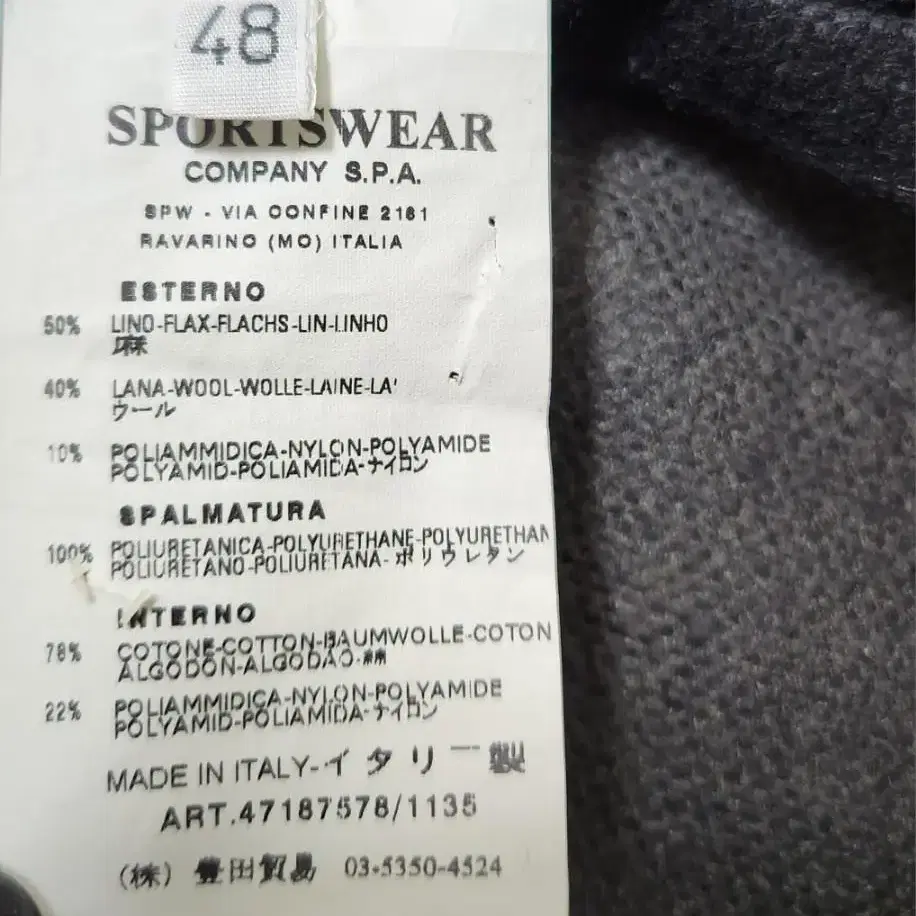 48
SPORTSWEAR
COMPANY S.P.A.
SPW - VIA CONFINE 2161
RAVARINO (MO) ITALIA
ESTERNO
50% LINO-FLAX-FLACHS-LIN-LINHO
麻
40% LANA-WOOL-WOLLE-LAINE-LA'
ウール
10% POLIAMMIDICA-NYLON-POLYAMIDE
POLYAMID-POLIAMIDA-ナイロン
SPALMATURA
100% POLIURETANICA-POLYURETHANE-POLYURETHAN
POLIURETANO-POLIURETANA-ポリウレタン
INTERNO
78% COTONE-COTTON-BAUMWOLLE-COTON
ALGODON-ALGODAO-
22% POLIAMMIDICA-NYLON-POLYAMIDE
POLYAMID-POLIAMIDA-ナイロン
MADE IN ITALY-イタリー製
ART.47187578/1135
(株) 豊田貿易 03-5350-4524